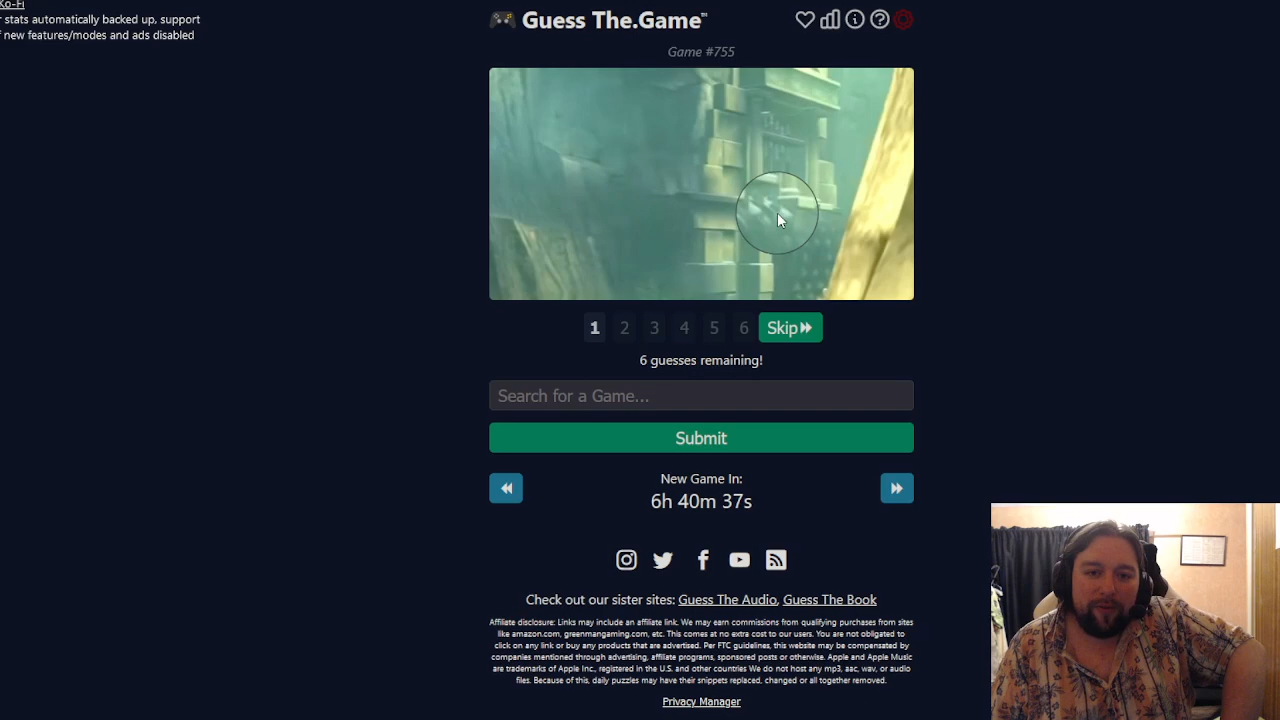 Ko-Fi
r stats automatically backed up, support
f new features/modes and ads disabled
Guess The.Game™
Game #755
1 2 3 4 5 6 Skip
6 guesses remaining!
Search for a Game...
Submit
New Game In:
6h 40m 37s
Check out our sister sites: Guess The Audio, Guess The Book
Affiliate disclosure: Links may include an affiliate link. We may earn commissions from qualifying purchases from sites
like amazon.com, greenmangaming.com, etc. This comes at no extra cost to our users. You are not obligated to
click on any link or buy any products that are advertised. Per FTC guidelines, this website may be compensated by
companies mentioned through advertising, affiliate programs, sponsored posts or otherwise. Apple and Apple Music
are trademarks of Apple Inc., registered in the U.S. and other countries We do not host any mp3, aac, wav, or audio
files. Because of this, daily puzzles may have their snippets replaced, changed or all together removed.
Privacy Manager